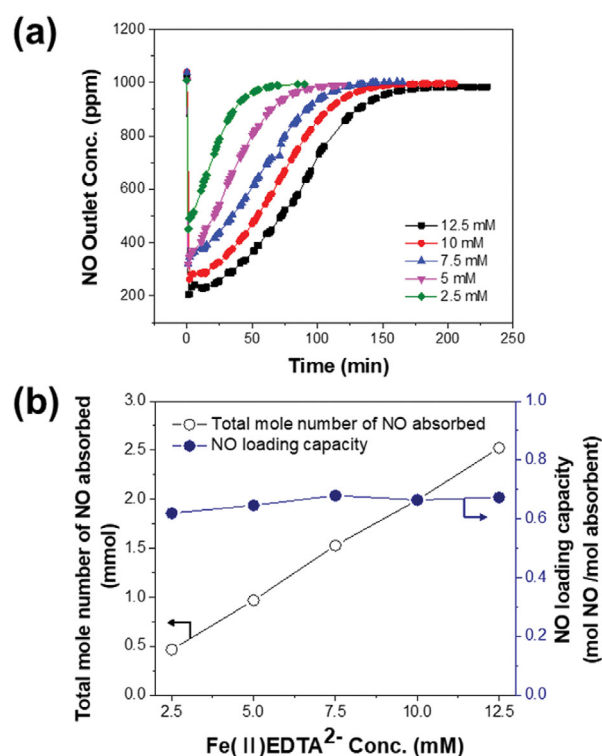 (a)
1200
1000
800
600
400
200
NO Outlet Conc. (ppm)
12.5 mM
10 mM
7.5 mM
5 mM
2.5 mM
0 50 100 150 200 250
Time (min)
(b)
3.0
2.5
2.0
1.5
1.0
0.5
0.0
Total mole number of NO absorbed
(mmol)
Total mole number of NO absorbed
NO loading capacity
1.0
0.8
0.6
0.4
0.2
0.0
NO loading capacity
(mol NO /mol absorbent)
2.5 5.0 7.5 10.0 12.5
Fe(Ⅱ)EDTA²⁻ Conc. (mM)